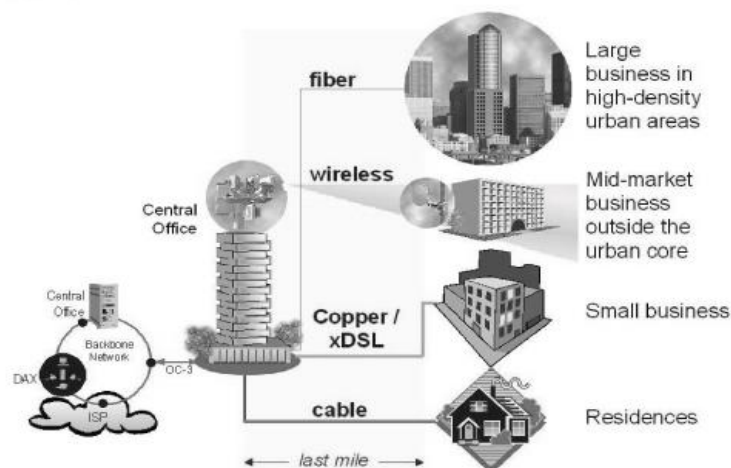 fiber
Large
business in
high-density
urban areas
wireless
Mid-market
business
outside the
urban core
Central
Office
Copper /
xDSL
Small business
Central
Office
Backbone
Network
DAX
OC-3
ISP
cable
Residences
last mile